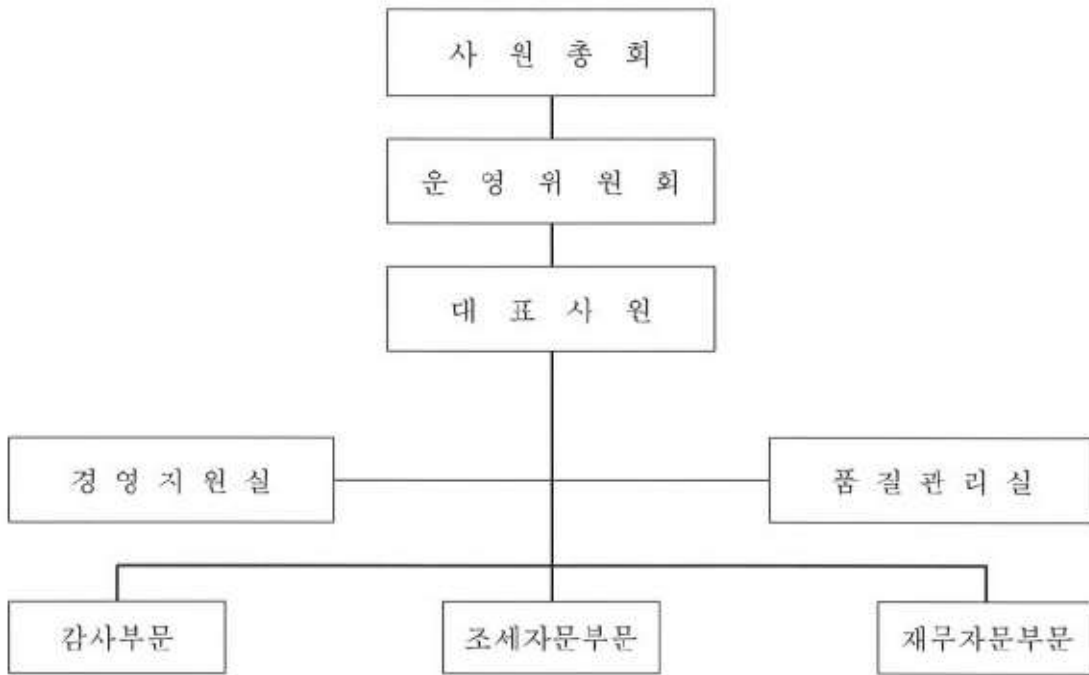 사 원 총 회
운 영 위 원 회
대 표 사 원
경 영 지 원 실
품 질 관 리 실
감사부문
조세자문부문
재무자문부문